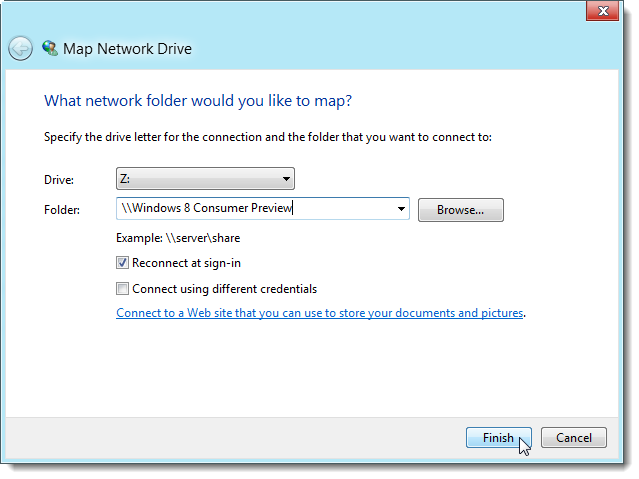 Map Network Drive
What network folder would you like to map?
Specify the drive letter for the connection and the folder that you want to connect to:
Drive: Z:
Folder: \\Windows 8 Consumer Preview Browse...
Example: \\server\share
Reconnect at sign-in
Connect using different credentials
Connect to a Web site that you can use to store your documents and pictures.
Finish Cancel